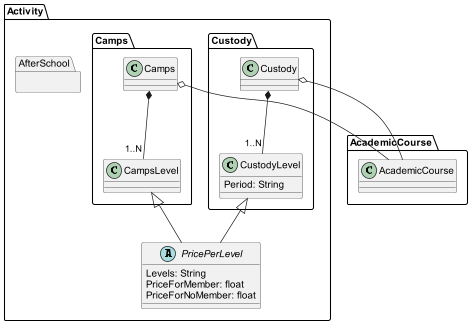 Activity
Camps
Custody
AfterSchool
C Camps
C Custody
AcademicCourse
1..N
1..N
C CampsLevel
C CustodyLevel
Period: String
C AcademicCourse
A PricePerLevel
Levels: String
PriceForMember: float
PriceForNoMember: float